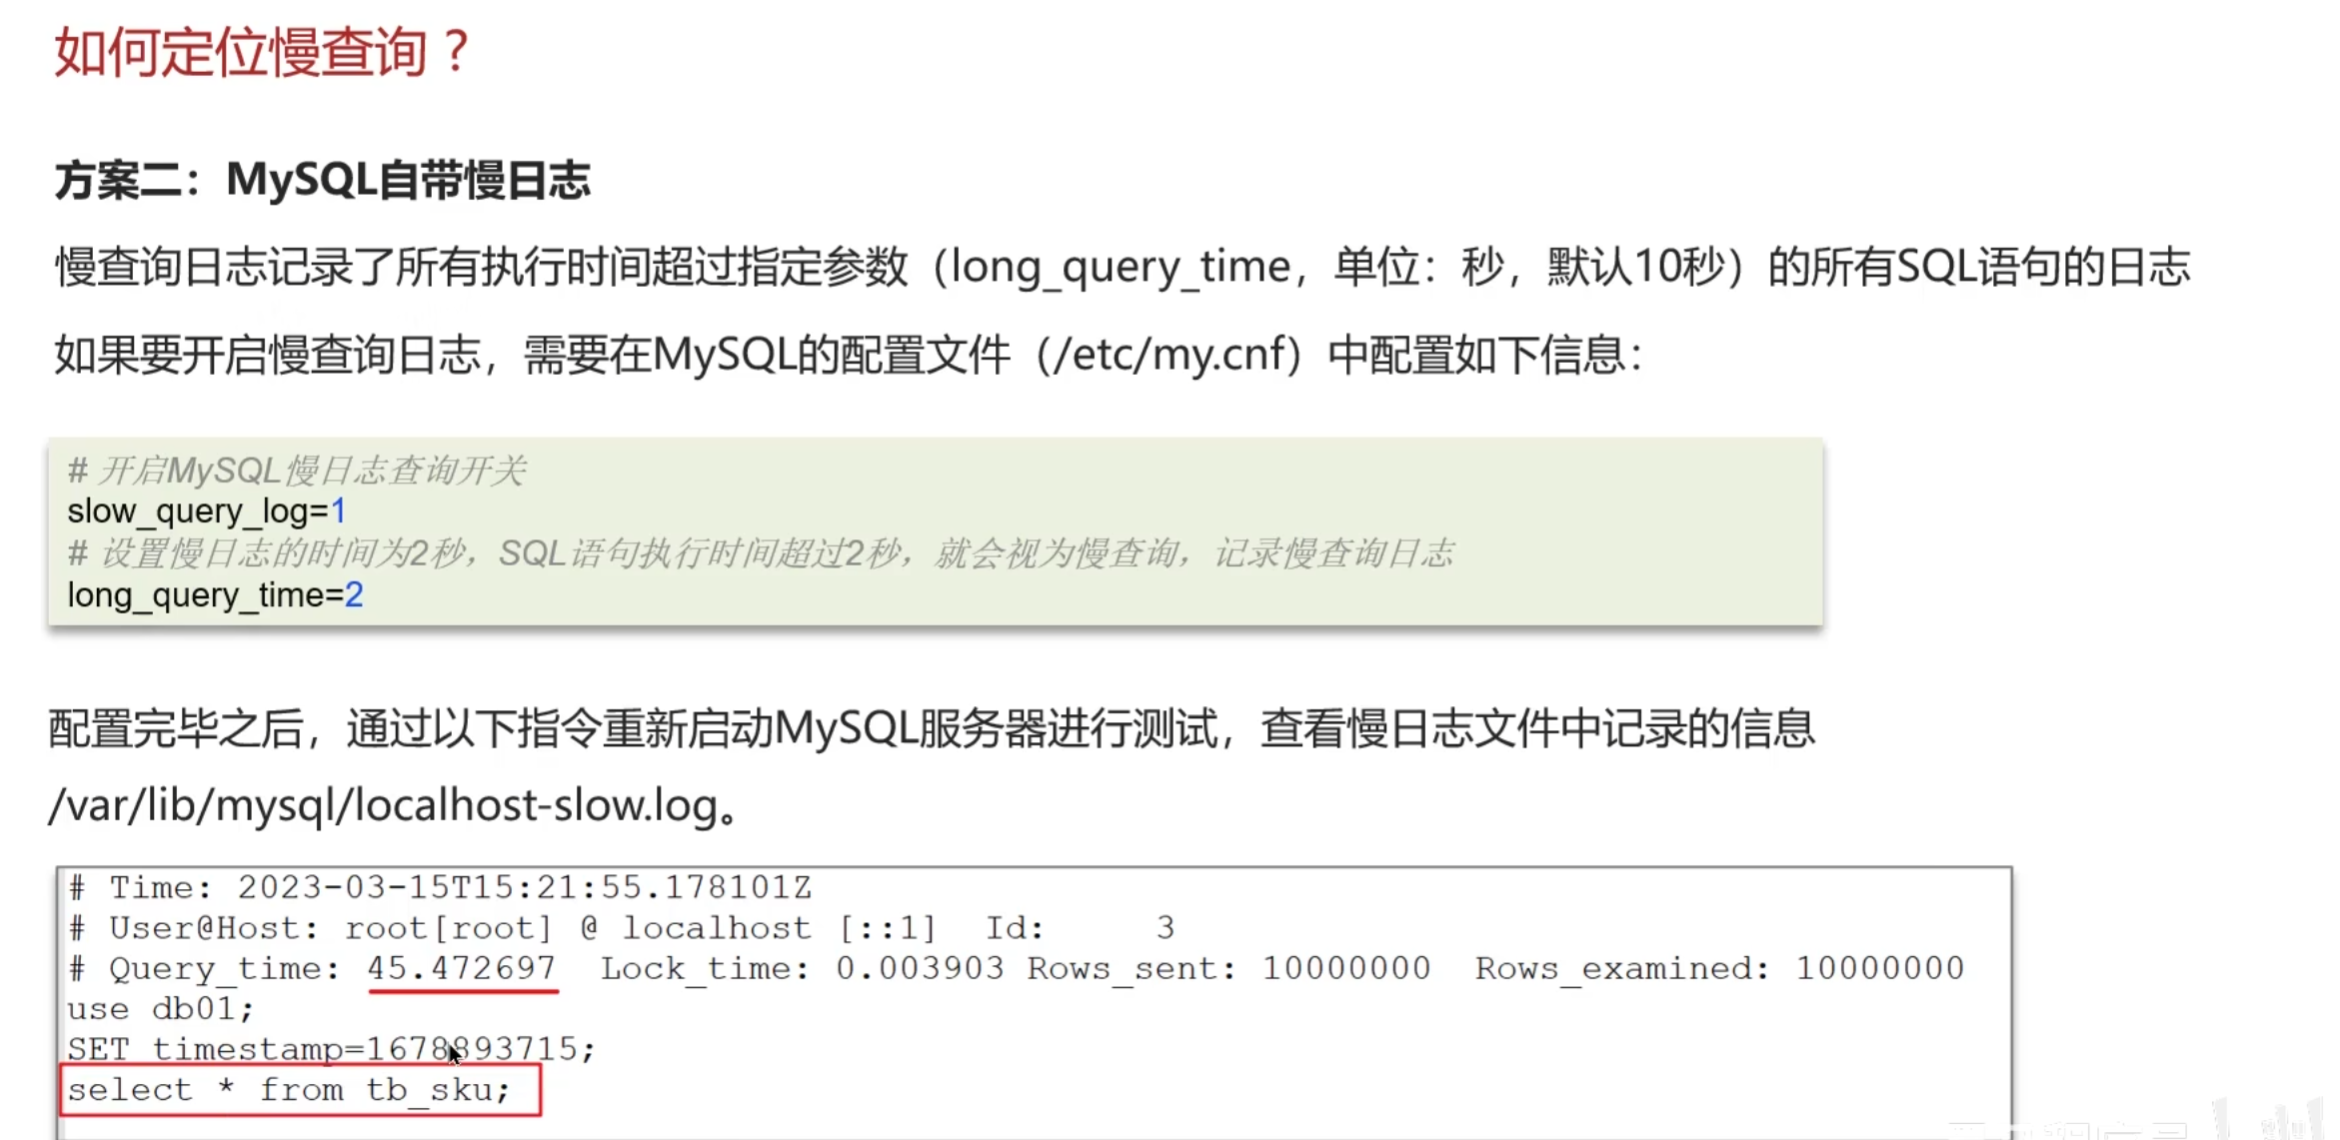 如何定位慢查询？
方案二：MySQL自带慢日志
慢查询日志记录了所有执行时间超过指定参数（long_query_time，单位：秒，默认10秒）的所有SQL语句的日志
如果要开启慢查询日志，需要在MySQL的配置文件（/etc/my.cnf）中配置如下信息：
# 开启MySQL慢日志查询开关
slow_query_log=1
# 设置慢日志的时间为2秒，SQL语句执行时间超过2秒，就会视为慢查询，记录慢查询日志
long_query_time=2
配置完毕之后，通过以下指令重新启动MySQL服务器进行测试，查看慢日志文件中记录的信息
/var/lib/mysql/localhost-slow.log。
# Time: 2023-03-15T15:21:55.178101Z
# User@Host: root[root] @ localhost [::1]  Id:     3
# Query_time: 45.472697  Lock_time: 0.003903 Rows_sent: 10000000  Rows_examined: 10000000
use db01;
SET timestamp=1678893715;
select * from tb_sku;